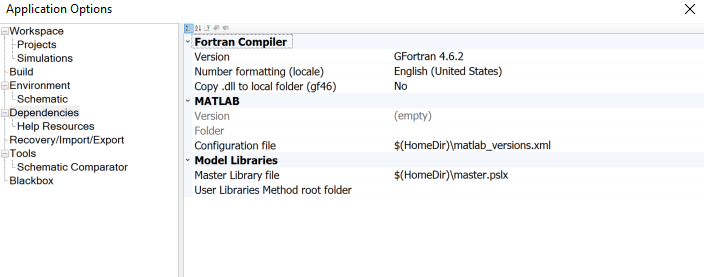 Application Options
Workspace
Projects
Simulations
Build
Environment
Schematic
Dependencies
Help Resources
Recovery/Import/Export
Tools
Schematic Comparator
Blackbox
Fortran Compiler
Version GFortran 4.6.2
Number formatting (locale) English (United States)
Copy .dll to local folder (gf46) No
MATLAB
Version (empty)
Folder
Configuration file $(HomeDir)\matlab_versions.xml
Model Libraries
Master Library file $(HomeDir)\master.pslx
User Libraries Method root folder